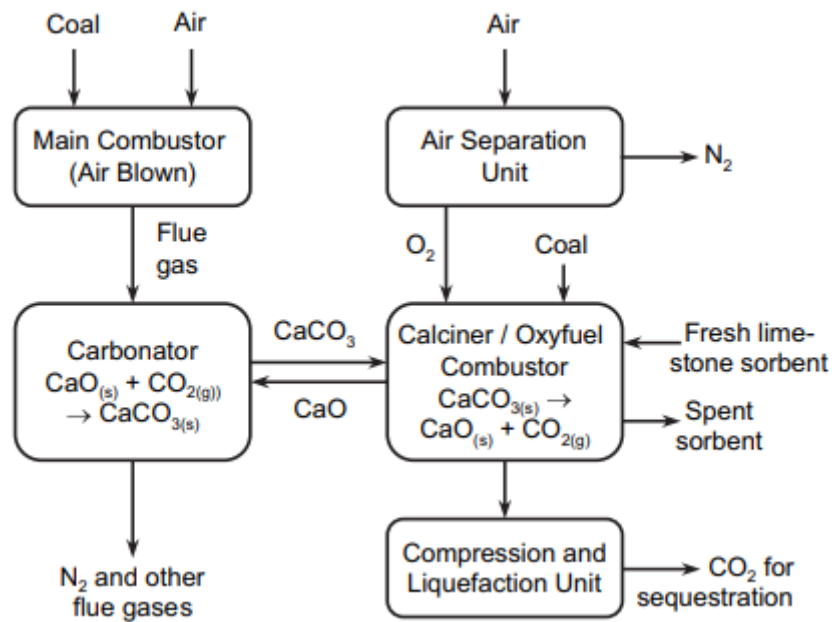 Coal
Air
Air
Main Combustor
(Air Blown)
Air Separation
Unit
N₂
Flue
gas
O₂
Coal
Carbonator
CaO₍ₛ₎ + CO₂₍g₎₎
→ CaCO₃₍ₛ₎
CaCO₃
CaO
Calciner / Oxyfuel
Combustor
CaCO₃₍ₛ₎ →
CaO₍ₛ₎ + CO₂₍g₎
Fresh lime-
stone sorbent
Spent
sorbent
N₂ and other
flue gases
Compression and
Liquefaction Unit
CO₂ for
sequestration